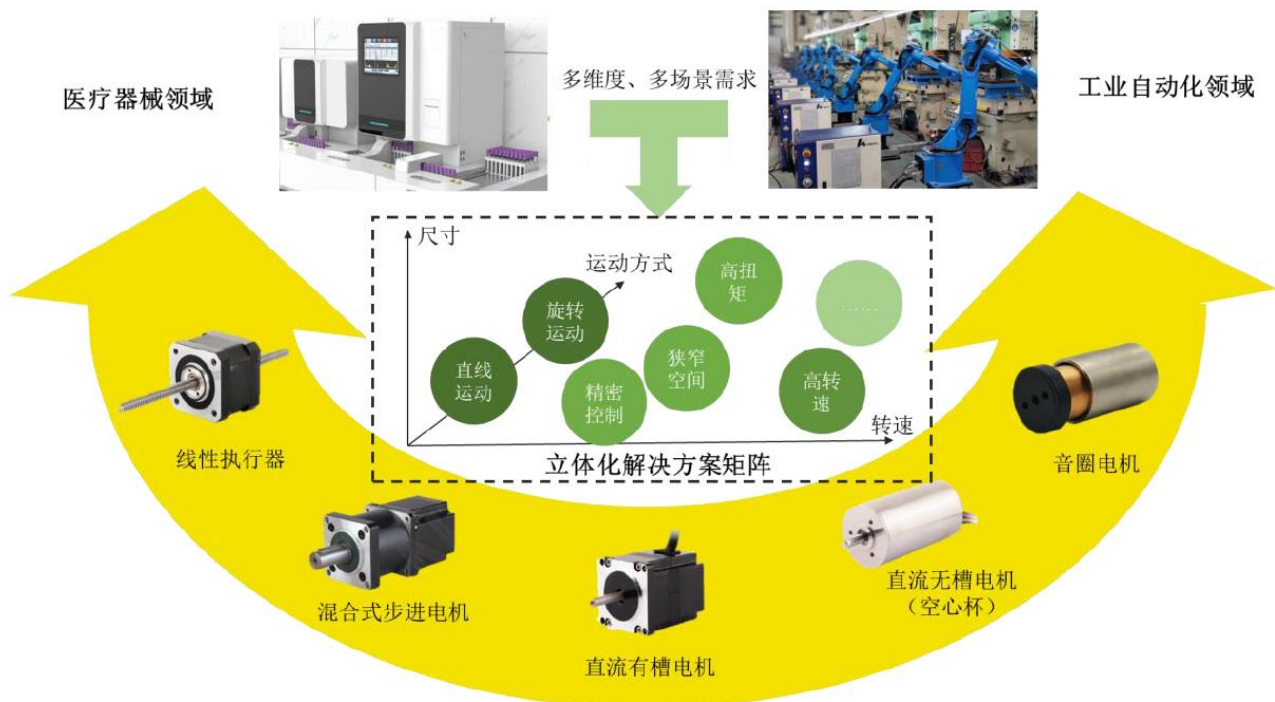 多维度、多场景需求
医疗器械领域
工业自动化领域
尺寸
运动方式
高扭
矩
旋转
运动
......
直线
运动
狭窄
空间
精密
控制
高转
速
转速
立体化解决方案矩阵
线性执行器
音圈电机
混合式步进电机
直流无槽电机
（空心杯）
直流有槽电机